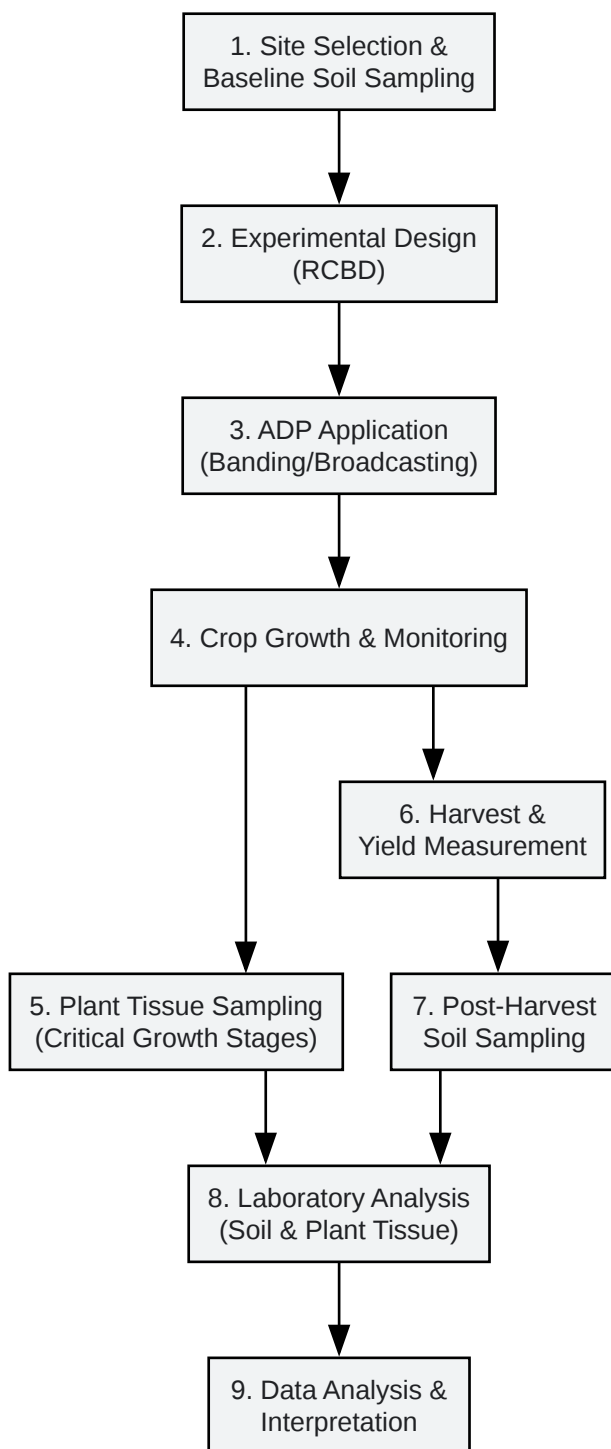 1. Site Selection &
Baseline Soil Sampling
2. Experimental Design
(RCBD)
3. ADP Application
(Banding/Broadcasting)
4. Crop Growth & Monitoring
6. Harvest &
Yield Measurement
5. Plant Tissue Sampling
(Critical Growth Stages)
7. Post-Harvest
Soil Sampling
8. Laboratory Analysis
(Soil & Plant Tissue)
9. Data Analysis &
Interpretation